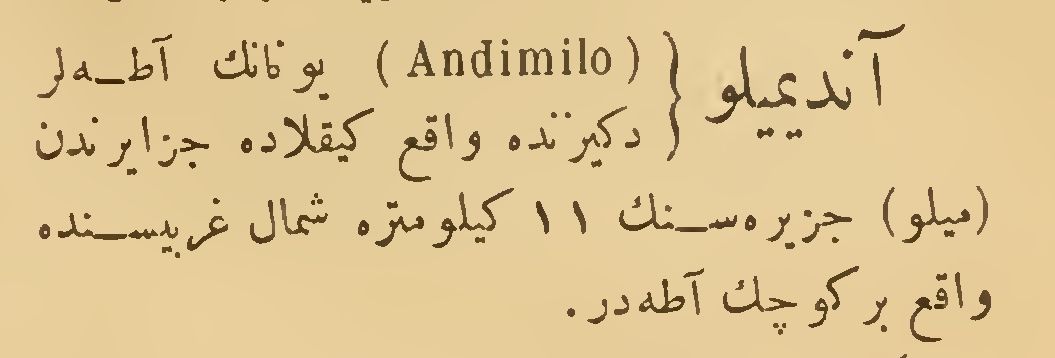 آنديميلو { (Andimilo) يونانك آطه‌لر
دكيزنده واقع كيقلاده جزايرندن
(ميلو) جزيره‌سنك ١١ كيلومتره شمال غربيسنده
واقع بر كوچك آطه‌در.